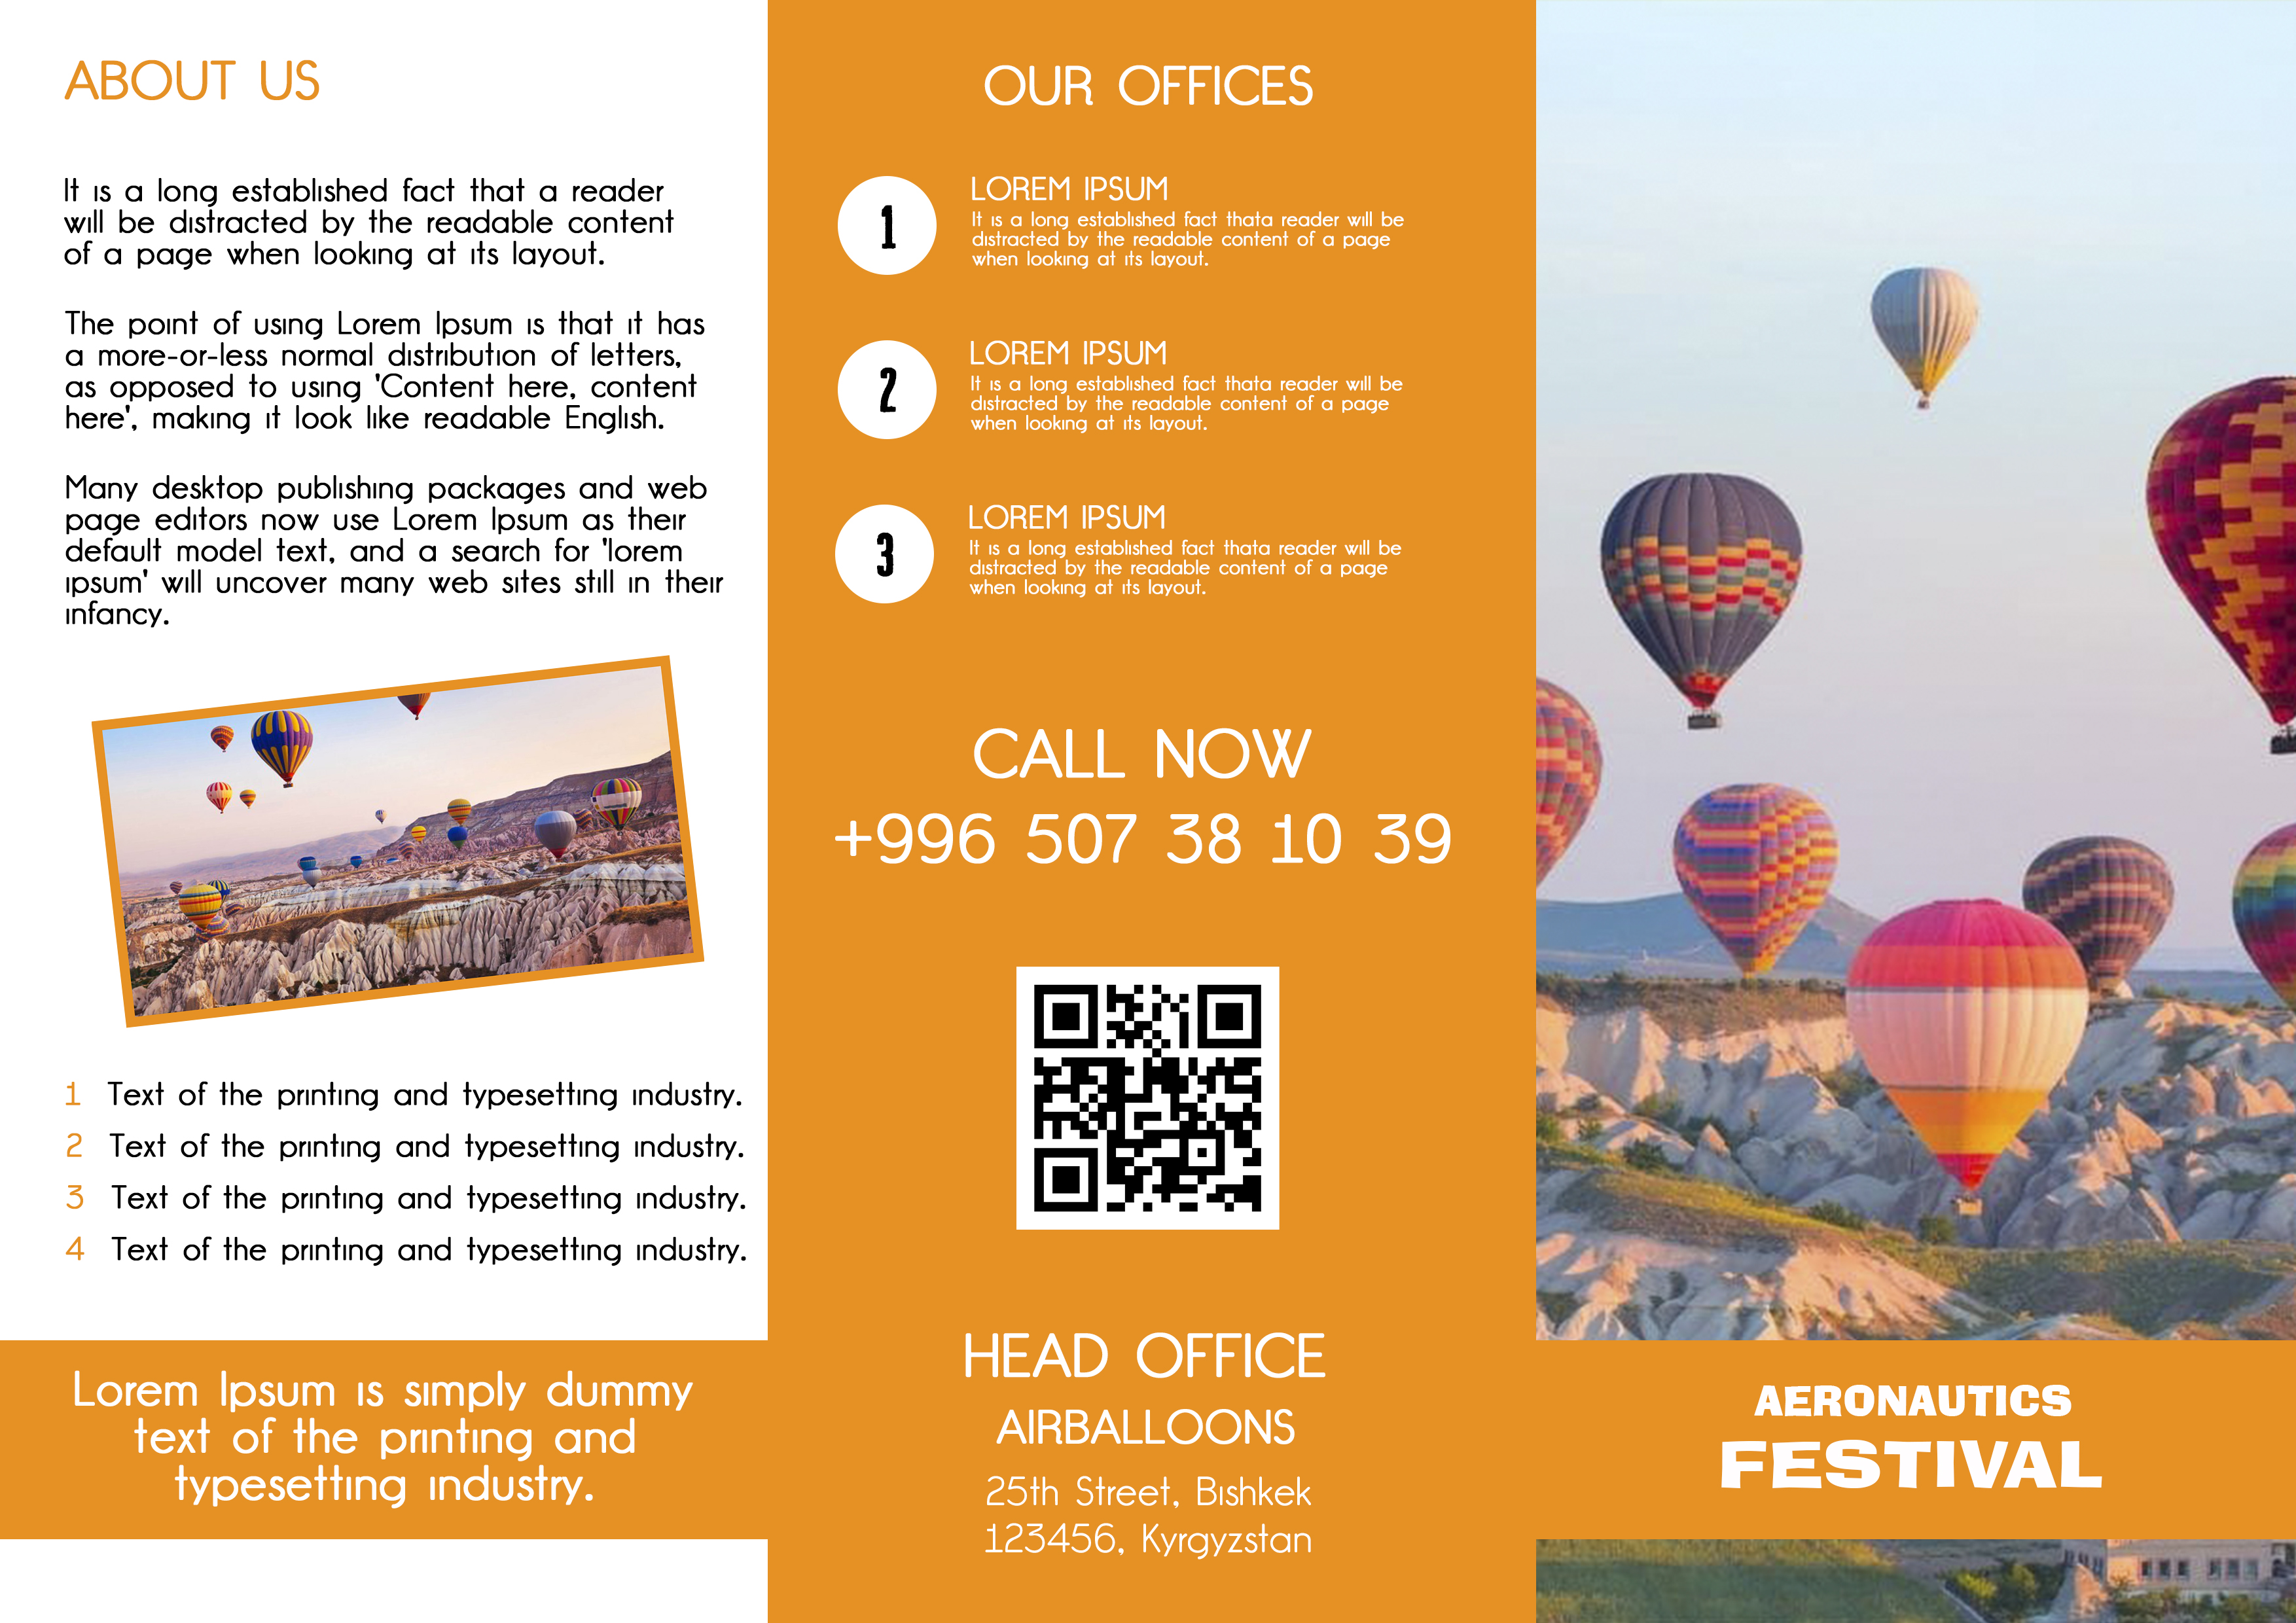 ABOUT US
It is a long established fact that a reader
will be distracted by the readable content
of a page when looking at its layout.
The point of using Lorem Ipsum is that it has
a more-or-less normal distribution of letters,
as opposed to using 'Content here, content
here', making it look like readable English.
Many desktop publishing packages and web
page editors now use Lorem Ipsum as their
default model text, and a search for 'lorem
ipsum' will uncover many web sites still in their
infancy.
1 Text of the printing and typesetting industry.
2 Text of the printing and typesetting industry.
3 Text of the printing and typesetting industry.
4 Text of the printing and typesetting industry.
Lorem Ipsum is simply dummy
text of the printing and
typesetting industry.
OUR OFFICES
1
LOREM IPSUM
It is a long established fact thata reader will be
distracted by the readable content of a page
when looking at its layout.
2
LOREM IPSUM
It is a long established fact thata reader will be
distracted by the readable content of a page
when looking at its layout.
3
LOREM IPSUM
It is a long established fact thata reader will be
distracted by the readable content of a page
when looking at its layout.
CALL NOW
+996 507 38 10 39
HEAD OFFICE
AIRBALLOONS
25th Street, Bishkek
123456, Kyrgyzstan
AERONAUTICS
FESTIVAL